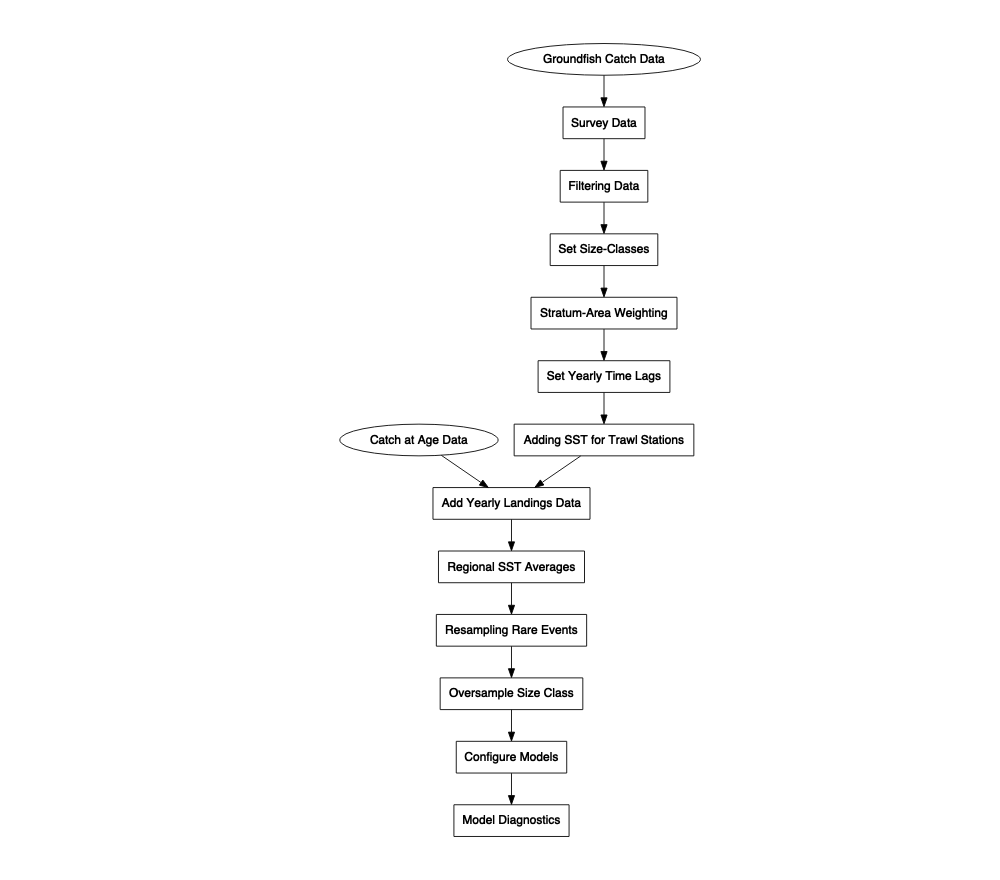 Groundfish Catch Data
Survey Data
Filtering Data
Set Size-Classes
Stratum-Area Weighting
Set Yearly Time Lags
Catch at Age Data
Adding SST for Trawl Stations
Add Yearly Landings Data
Regional SST Averages
Resampling Rare Events
Oversample Size Class
Configure Models
Model Diagnostics